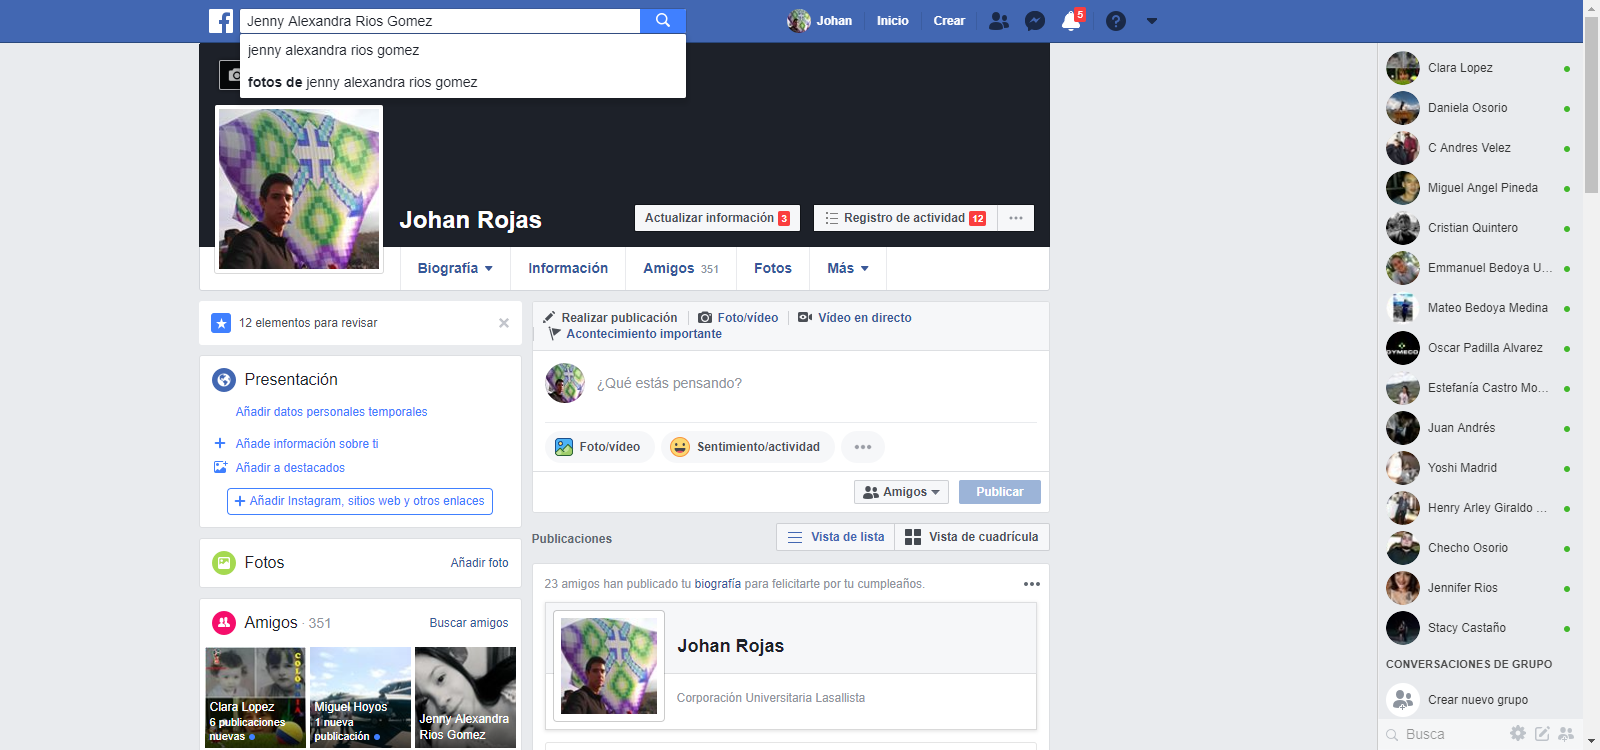 Jenny Alexandra Rios Gomez
Johan
Inicio
Crear
5
jenny alexandra rios gomez
fotos de jenny alexandra rios gomez
Johan Rojas
Actualizar información 3
Registro de actividad 12
Biografía
Información
Amigos 351
Fotos
Más
12 elementos para revisar
Presentación
Añadir datos personales temporales
Añade información sobre ti
Añadir a destacados
Añadir Instagram, sitios web y otros enlaces
Fotos
Añadir foto
Amigos · 351
Buscar amigos
Clara Lopez
6 publicaciones
nuevas
Miguel Hoyos
1 nueva
publicación
Jenny Alexandra
Rios Gomez
Realizar publicación
Foto/vídeo
Vídeo en directo
Acontecimiento importante
¿Qué estás pensando?
Foto/vídeo
Sentimiento/actividad
Amigos
Publicar
Publicaciones
Vista de lista
Vista de cuadrícula
23 amigos han publicado tu biografía para felicitarte por tu cumpleaños.
Johan Rojas
Corporación Universitaria Lasallista
Clara Lopez
Daniela Osorio
C Andres Velez
Miguel Angel Pineda
Cristian Quintero
Emmanuel Bedoya U...
Mateo Bedoya Medina
Oscar Padilla Alvarez
Estefanía Castro Mo...
Juan Andrés
Yoshi Madrid
Henry Arley Giraldo ...
Checho Osorio
Jennifer Rios
Stacy Castaño
CONVERSACIONES DE GRUPO
Crear nuevo grupo
Busca